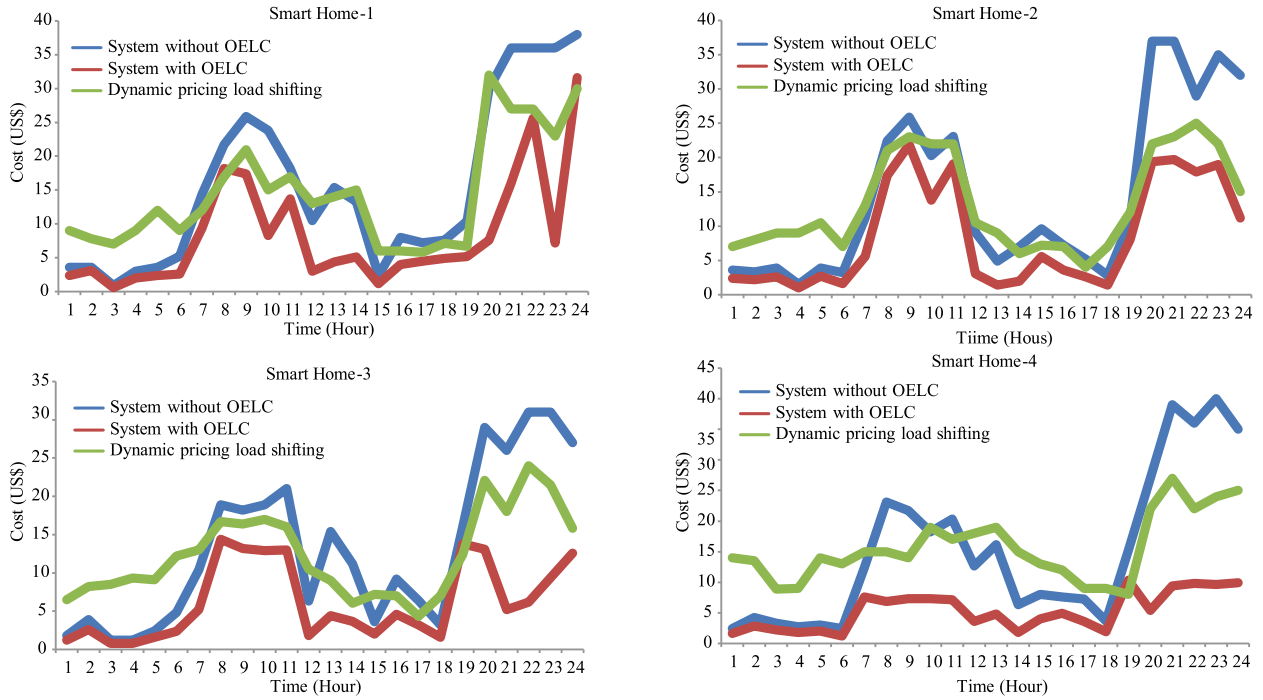 Smart Home-1
40
35
30
25
20
15
10
5
0
Cost (US$)
System without OELC
System with OELC
Dynamic pricing load shifting
1 2 3 4 5 6 7 8 9 10 11 12 13 14 15 16 17 18 19 20 21 22 23 24
Time (Hour)
Smart Home-2
40
35
30
25
20
15
10
5
0
Cost (US$)
System without OELC
System with OELC
Dynamic pricing load shifting
1 2 3 4 5 6 7 8 9 10 11 12 13 14 15 16 17 18 19 20 21 22 23 24
Tiime (Hous)
Smart Home-3
35
30
25
20
15
10
5
0
Cost (US$)
System without OELC
System with OELC
Dynamic pricing load shifting
1 2 3 4 5 6 7 8 9 10 11 12 13 14 15 16 17 18 19 20 21 22 23 24
Time (Hour)
Smart Home-4
45
40
35
30
25
20
15
10
5
0
Cost (US$)
System without OELC
System with OELC
Dynamic pricing load shifting
1 2 3 4 5 6 7 8 9 10 11 12 13 14 15 16 17 18 19 20 21 22 23 24
Time (Hour)